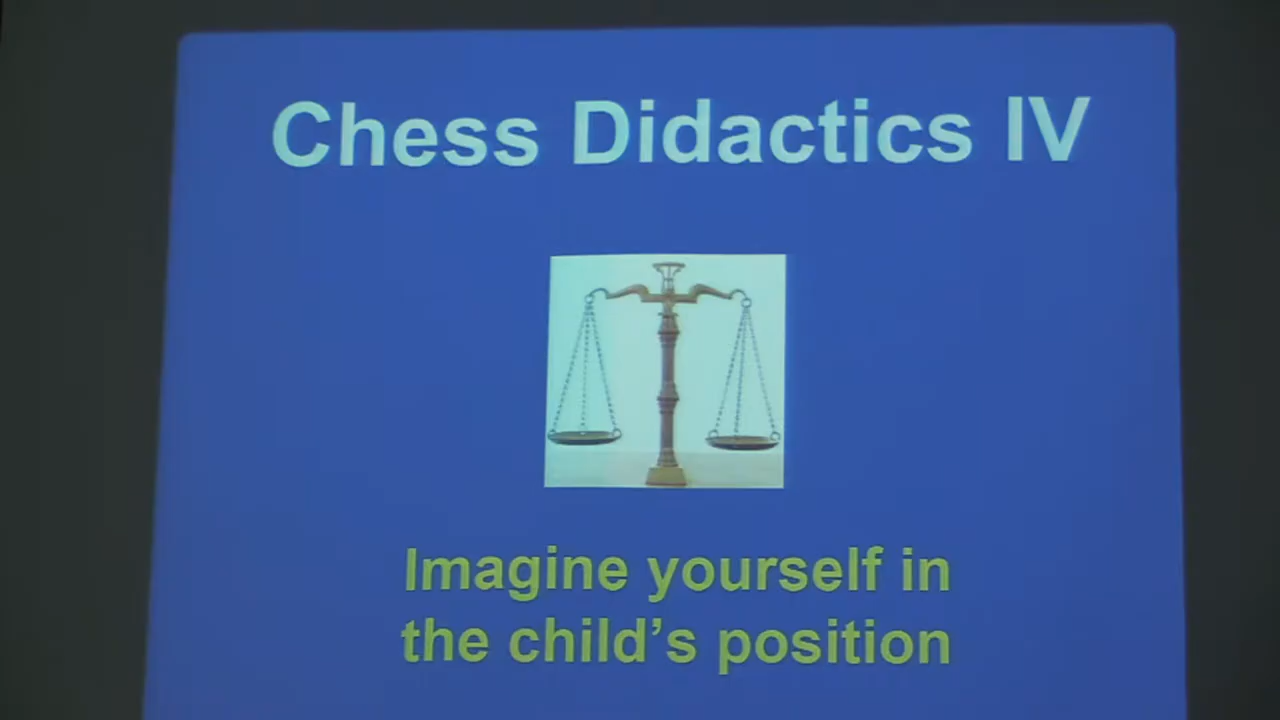 Chess Didactics IV
Imagine yourself in
the child’s position